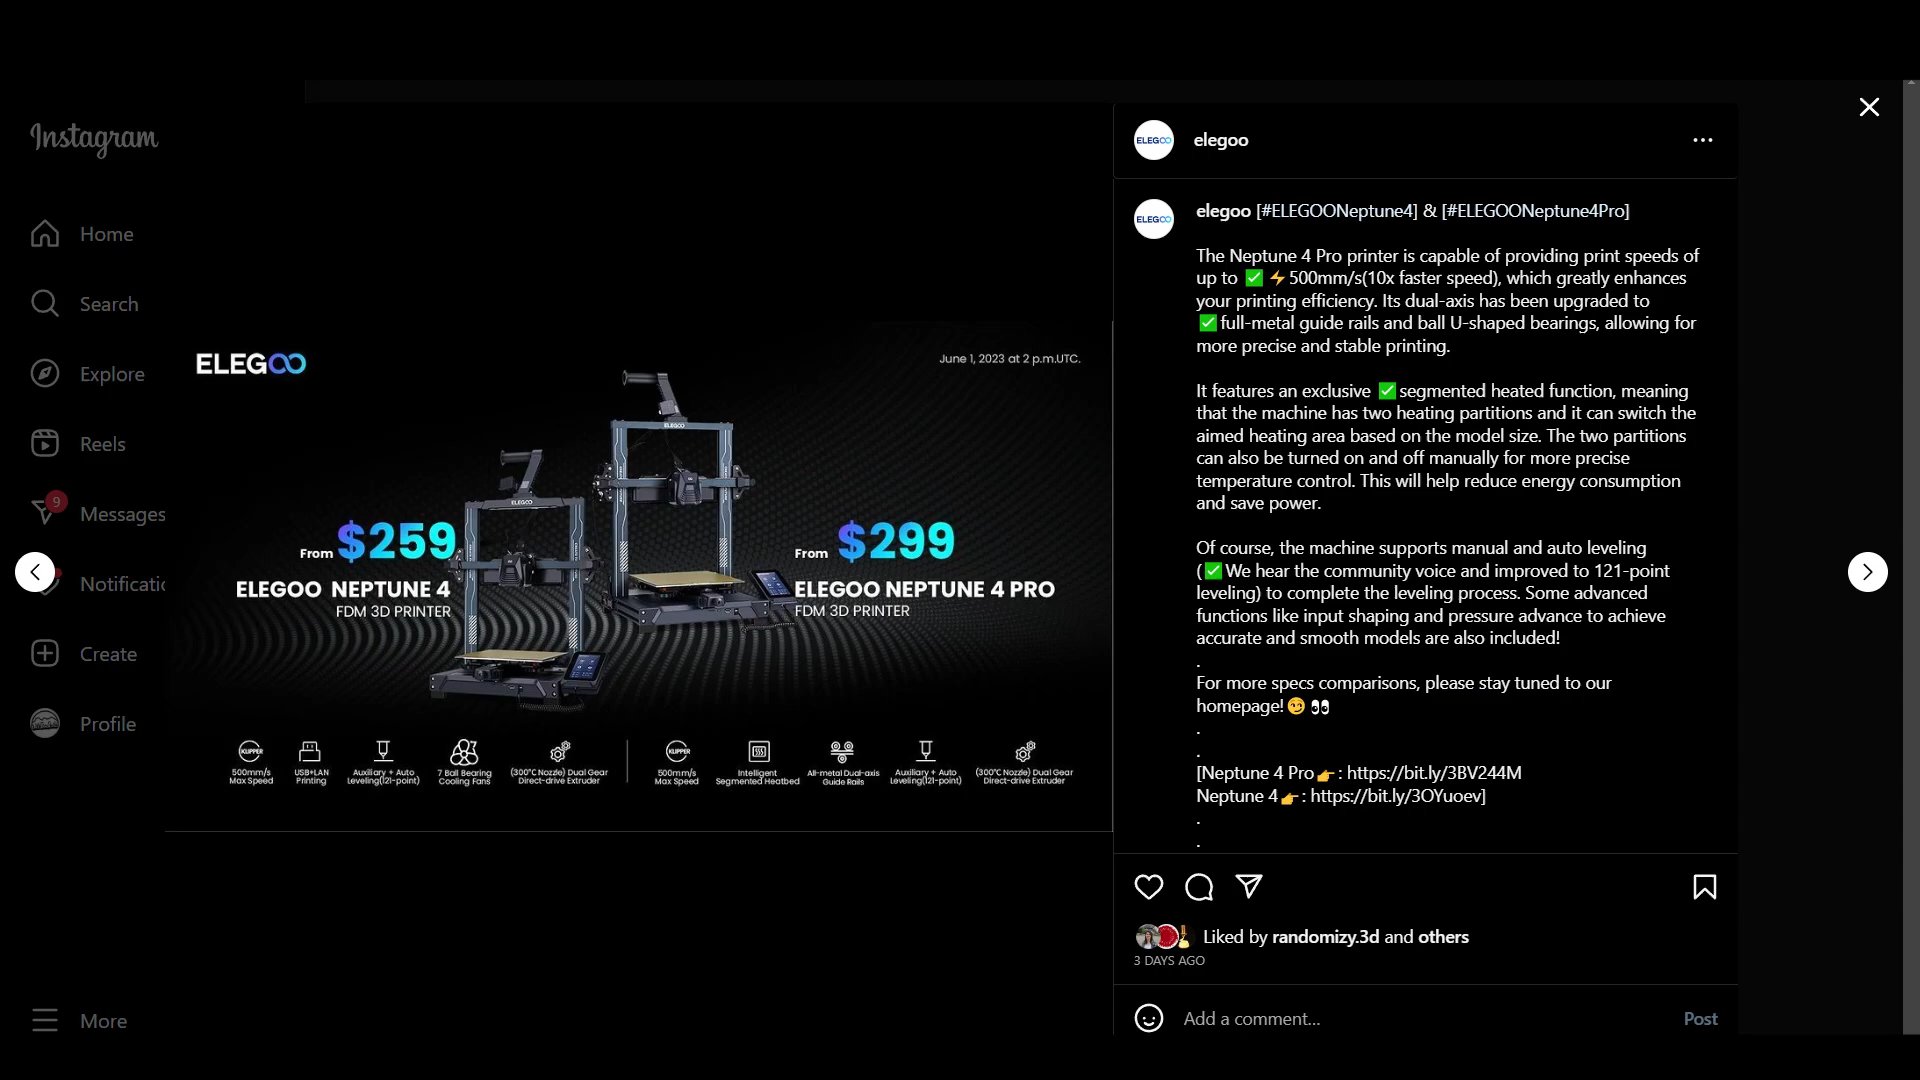 Instagram
Home
Search
Explore
Reels
9
Messages
Notificatic
Create
Profile
More
ELEGOO
June 1, 2023 at 2 p.m.UTC.
ELEGOO
ELEGOO
From $259
ELEGOO NEPTUNE 4
FDM 3D PRINTER
From $299
ELEGOO NEPTUNE 4 PRO
FDM 3D PRINTER
KLIPPER
500mm/s
Max Speed
USB+LAN
Printing
Auxiliary + Auto
Leveling(121-point)
7 Ball Bearing
Cooling Fans
(300°C Nozzle) Dual Gear
Direct-drive Extruder
KLIPPER
500mm/s
Max Speed
Intelligent
Segmented Heatbed
All-metal Dual-axis
Guide Rails
Auxiliary + Auto
Leveling(121-point)
(300°C Nozzle) Dual Gear
Direct-drive Extruder
ELEGOO
elegoo
ELEGOO
elegoo [#ELEGOONeptune4] & [#ELEGOONeptune4Pro]
The Neptune 4 Pro printer is capable of providing print speeds of
up to ✅⚡500mm/s(10x faster speed), which greatly enhances
your printing efficiency. Its dual-axis has been upgraded to
✅full-metal guide rails and ball U-shaped bearings, allowing for
more precise and stable printing.
It features an exclusive ✅segmented heated function, meaning
that the machine has two heating partitions and it can switch the
aimed heating area based on the model size. The two partitions
can also be turned on and off manually for more precise
temperature control. This will help reduce energy consumption
and save power.
Of course, the machine supports manual and auto leveling
(✅We hear the community voice and improved to 121-point
leveling) to complete the leveling process. Some advanced
functions like input shaping and pressure advance to achieve
accurate and smooth models are also included!
.
For more specs comparisons, please stay tuned to our
homepage!😏👀
.
.
[Neptune 4 Pro👉: https://bit.ly/3BV244M
Neptune 4👉: https://bit.ly/3OYuoev]
.
.
Liked by randomizy.3d and others
3 DAYS AGO
Add a comment...
Post